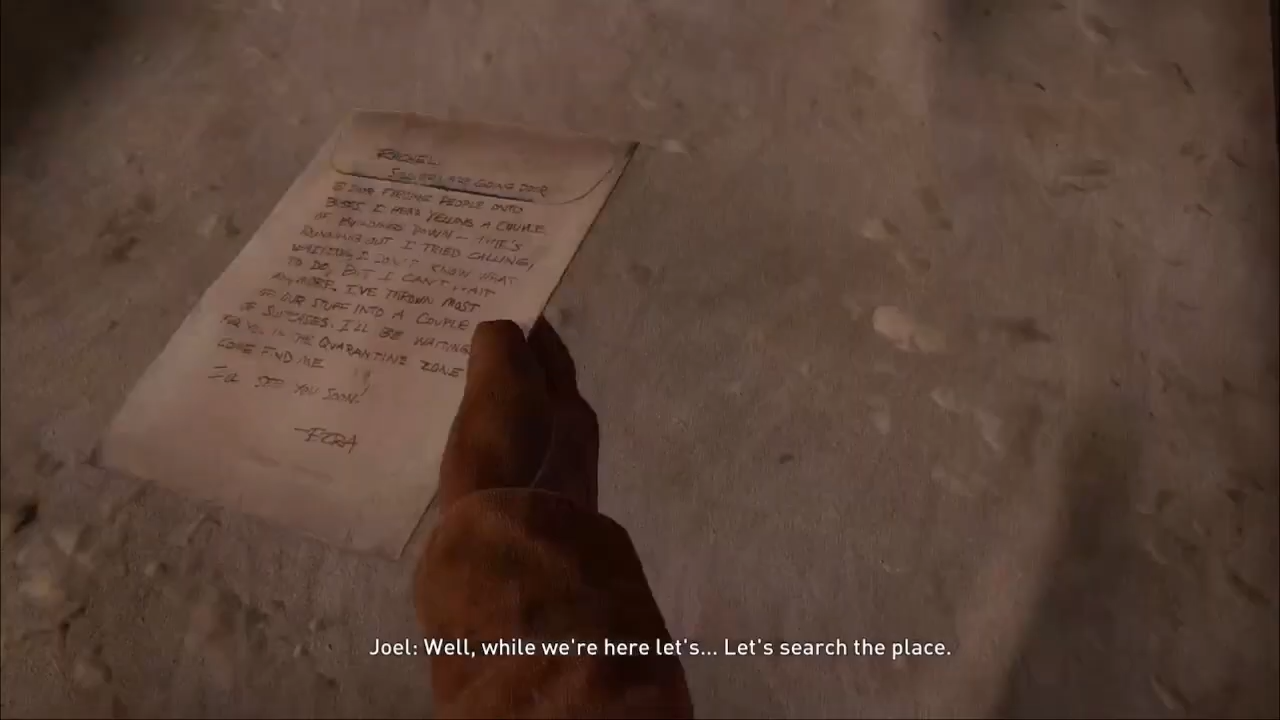 RACHEL
SOLDIERS ARE GOING DOOR
TO DOOR FORCING PEOPLE ONTO
BUSES. I HEAR YELLING A COUPLE
OF BUILDINGS DOWN — TIME'S
RUNNING OUT. I TRIED CALLING,
WAITING, I DON'T KNOW WHAT
TO DO, BUT I CAN'T WAIT
ANYMORE. I'VE THROWN MOST
OF OUR STUFF INTO A COUPLE
OF SUITCASES. I'LL BE WAITING
FOR YOU IN THE QUARANTINE ZONE
COME FIND ME
I'LL SEE YOU SOON!
-EZRA
Joel: Well, while we're here let's... Let's search the place.